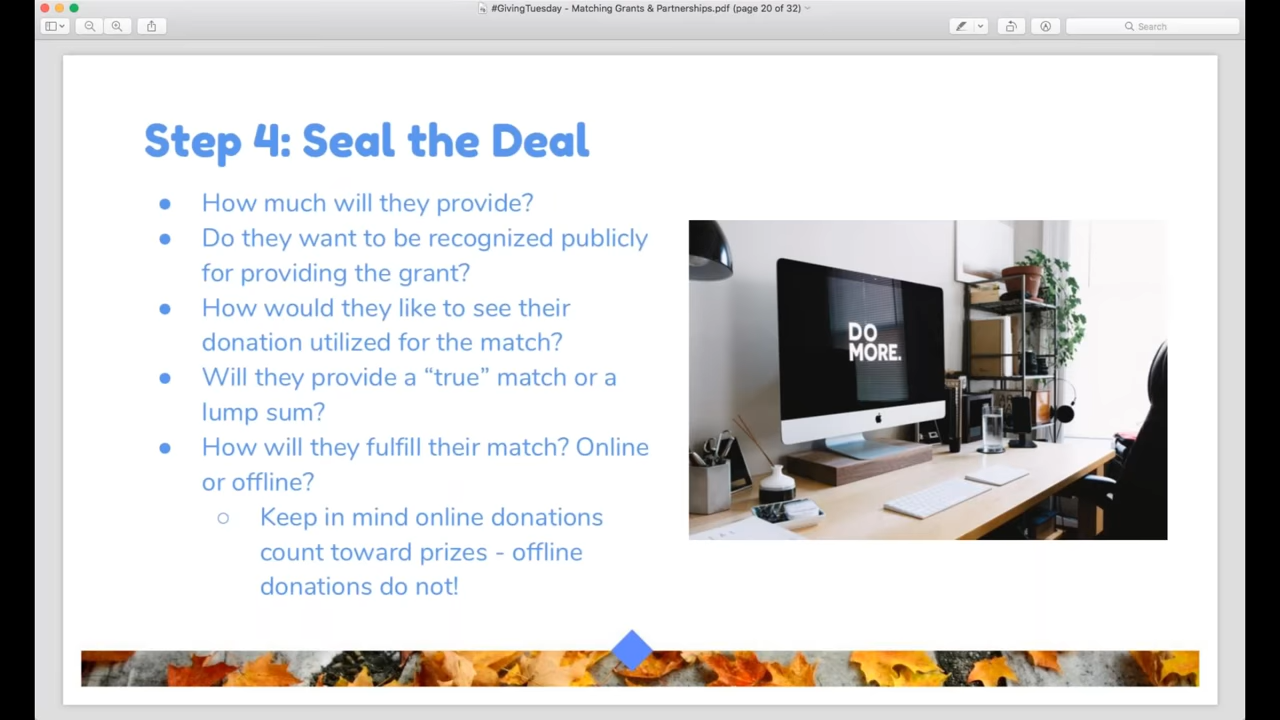 #GivingTuesday - Matching Grants & Partnerships.pdf (page 20 of 32)
Search
Step 4: Seal the Deal
● How much will they provide?
● Do they want to be recognized publicly
for providing the grant?
● How would they like to see their
donation utilized for the match?
● Will they provide a “true” match or a
lump sum?
● How will they fulfill their match? Online
or offline?
○ Keep in mind online donations
count toward prizes - offline
donations do not!
DO
MORE.